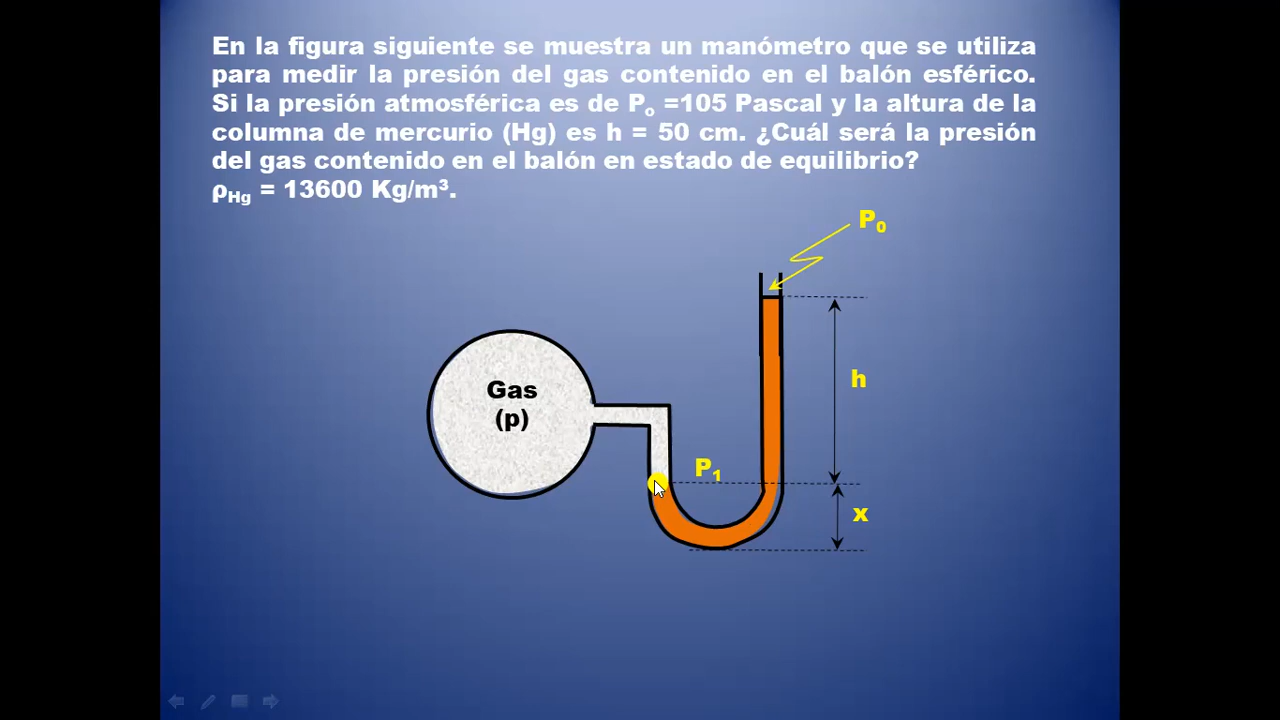 En la figura siguiente se muestra un manómetro que se utiliza
para medir la presión del gas contenido en el balón esférico.
Si la presión atmosférica es de Pₒ =105 Pascal y la altura de la
columna de mercurio (Hg) es h = 50 cm. ¿Cuál será la presión
del gas contenido en el balón en estado de equilibrio?
ρHg = 13600 Kg/m³.
P₀
Gas
(p)
h
P₁
x